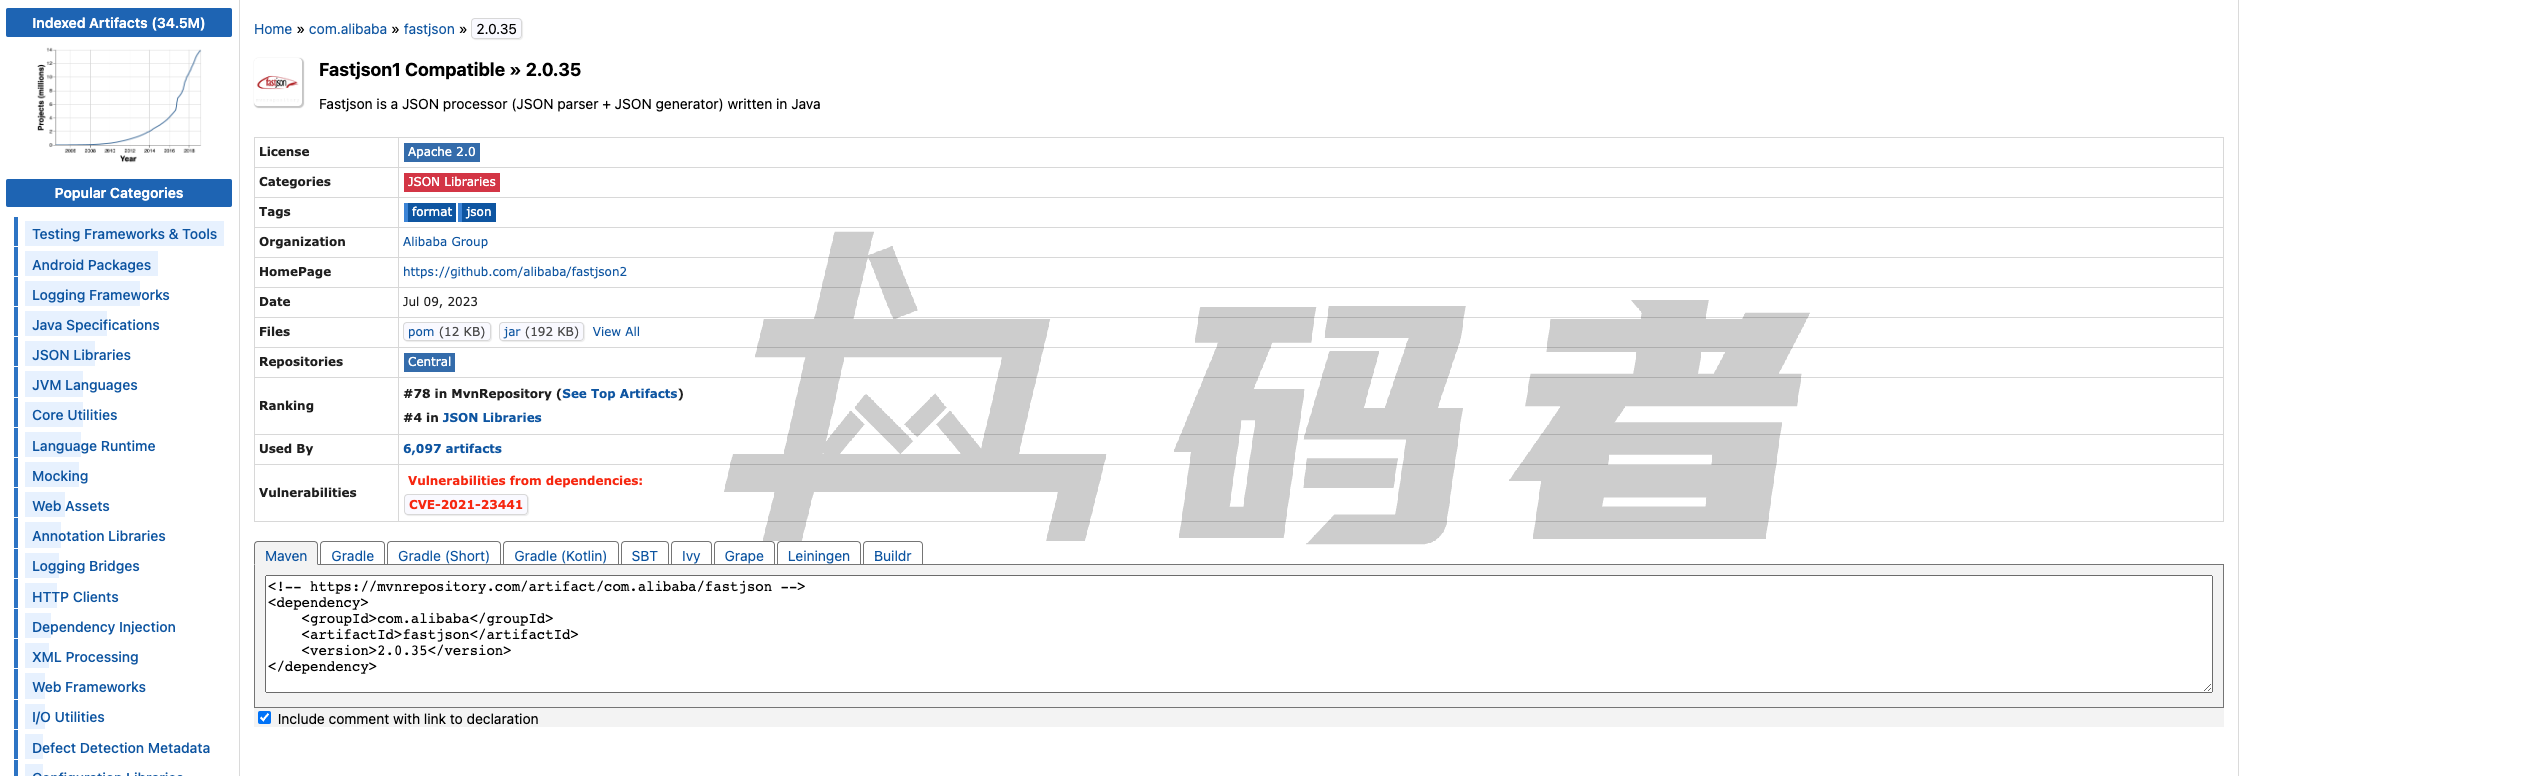 Indexed Artifacts (34.5M)
Projects (millions)
Year
Popular Categories
Testing Frameworks & Tools
Android Packages
Logging Frameworks
Java Specifications
JSON Libraries
JVM Languages
Core Utilities
Language Runtime
Mocking
Web Assets
Annotation Libraries
Logging Bridges
HTTP Clients
Dependency Injection
XML Processing
Web Frameworks
I/O Utilities
Defect Detection Metadata
Home » com.alibaba » fastjson » 2.0.35
Fastjson1 Compatible » 2.0.35
Fastjson is a JSON processor (JSON parser + JSON generator) written in Java
License Apache 2.0
Categories JSON Libraries
Tags format json
Organization Alibaba Group
HomePage https://github.com/alibaba/fastjson2
Date Jul 09, 2023
Files pom (12 KB) jar (192 KB) View All
Repositories Central
Ranking #78 in MvnRepository (See Top Artifacts)
#4 in JSON Libraries
Used By 6,097 artifacts
Vulnerabilities Vulnerabilities from dependencies:
CVE-2021-23441
码者
Maven Gradle Gradle (Short) Gradle (Kotlin) SBT Ivy Grape Leiningen Buildr
<!-- https://mvnrepository.com/artifact/com.alibaba/fastjson -->
<dependency>
    <groupId>com.alibaba</groupId>
    <artifactId>fastjson</artifactId>
    <version>2.0.35</version>
</dependency>
Include comment with link to declaration